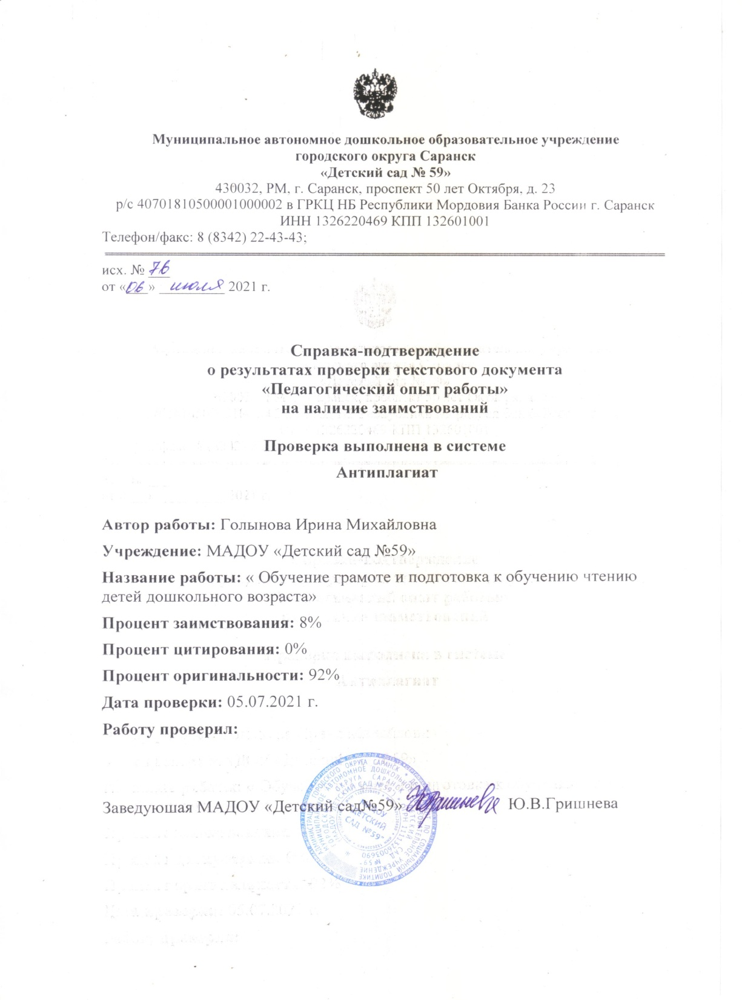 Муниципальное автономное дошкольное образовательное учреждение
городского округа Саранск
«Детский сад № 59»
430032, РМ, г. Саранск, проспект 50 лет Октября, д. 23
р/с 40701810500001000002 в ГРКЦ НБ Республики Мордовия Банка России г. Саранск
ИНН 1326220469 КПП 132601001
Телефон/факс: 8 (8342) 22-43-43;
исх. № 76
от «06» июля 2021 г.
Справка-подтверждение
о результатах проверки текстового документа
«Педагогический опыт работы»
на наличие заимствований
Проверка выполнена в системе
Антиплагиат
Автор работы: Голынова Ирина Михайловна
Учреждение: МАДОУ «Детский сад №59»
Название работы: « Обучение грамоте и подготовка к обучению чтению
детей дошкольного возраста»
Процент заимствования: 8%
Процент цитирования: 0%
Процент оригинальности: 92%
Дата проверки: 05.07.2021 г.
Работу проверил:
Заведуюшая МАДОУ «Детский сад№59» Ю.В.Гришнева
МАДОУ
"ДЕТСКИЙ
САД №59"